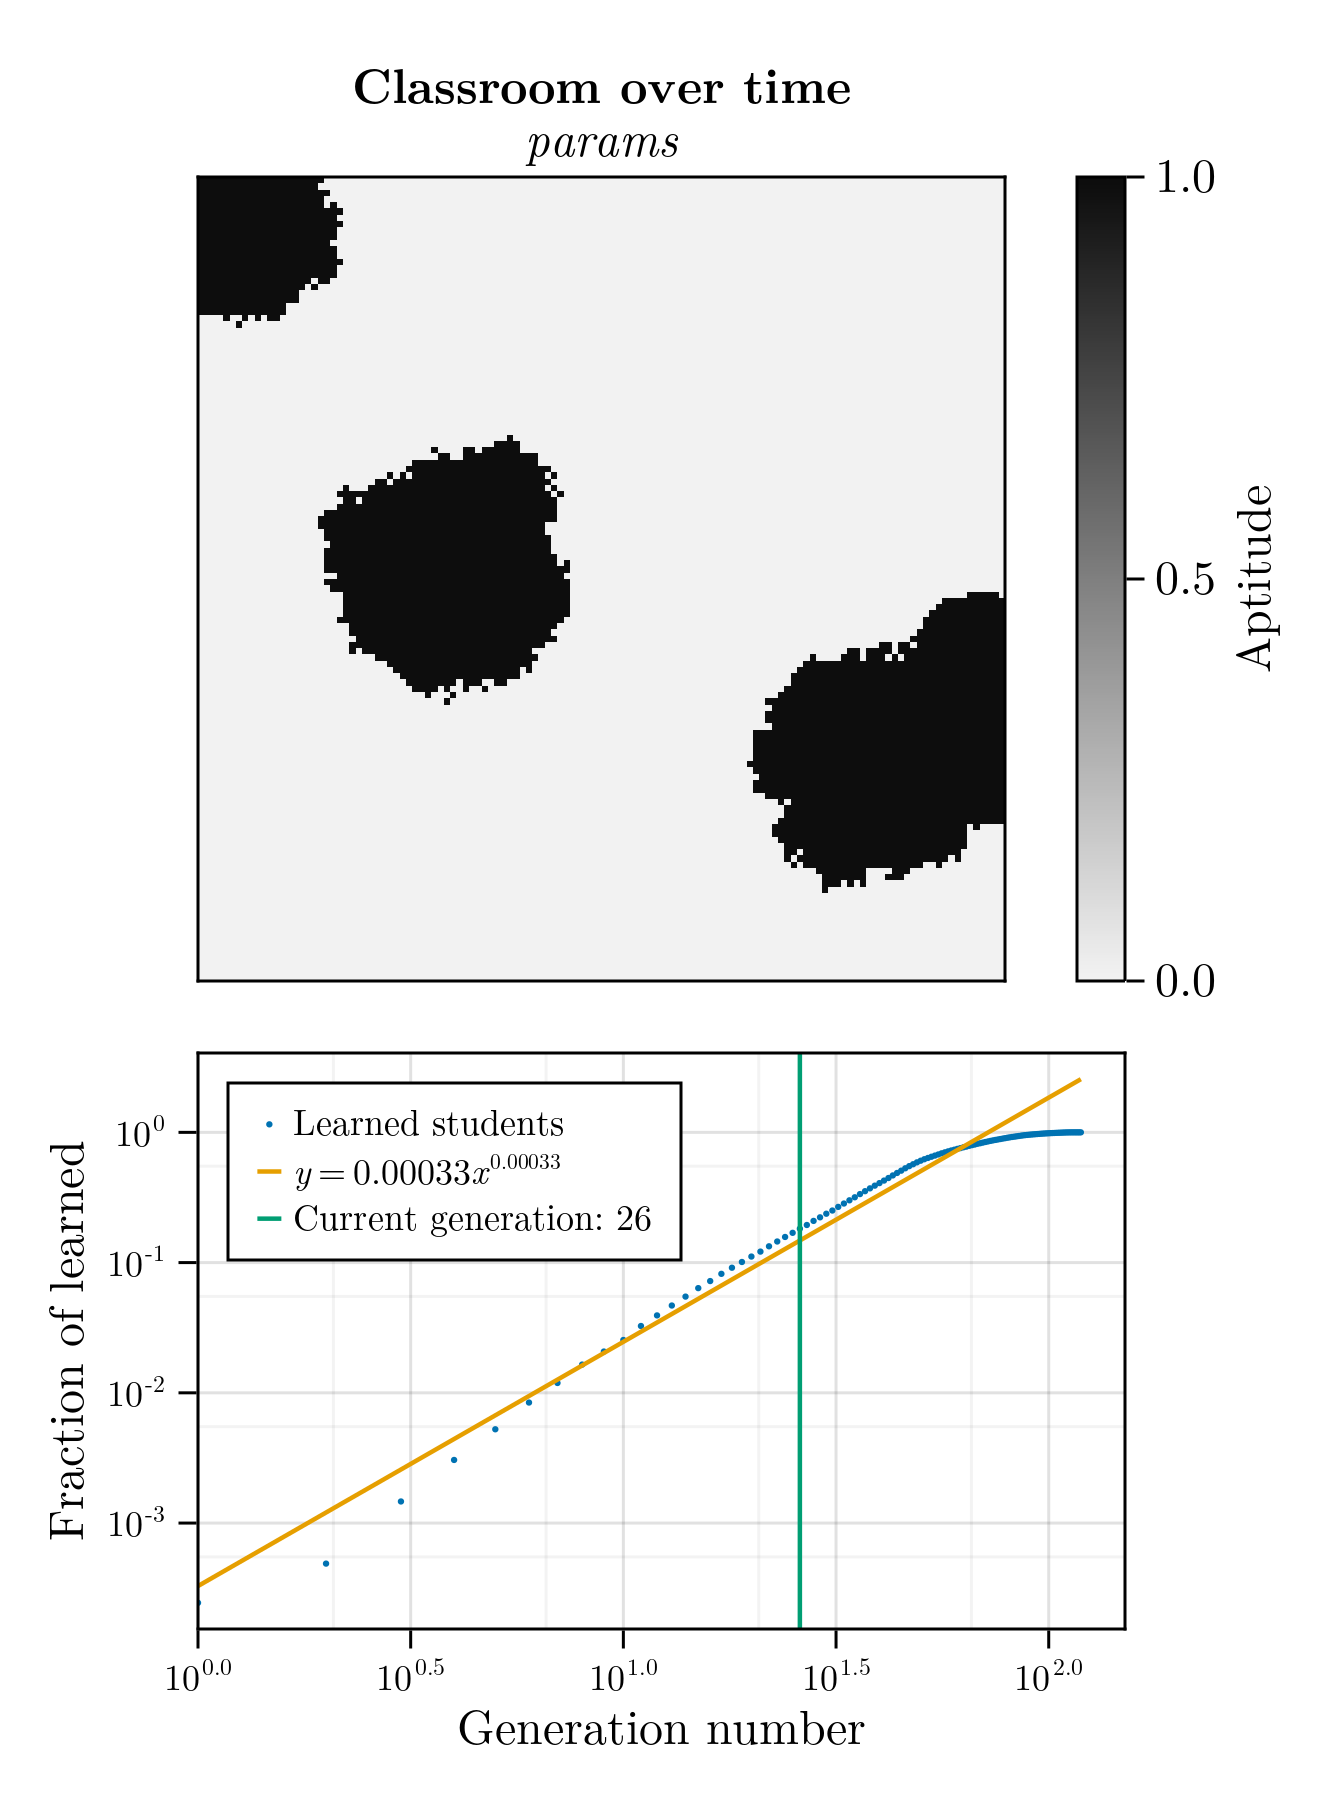 Classroom over time
params
1.0
0.5
0.0
Aptitude
Learned students
y = 0.00033x^0.00033
Current generation: 26
10^0
10^-1
10^-2
10^-3
Fraction of learned
10^0.0 10^0.5 10^1.0 10^1.5 10^2.0
Generation number